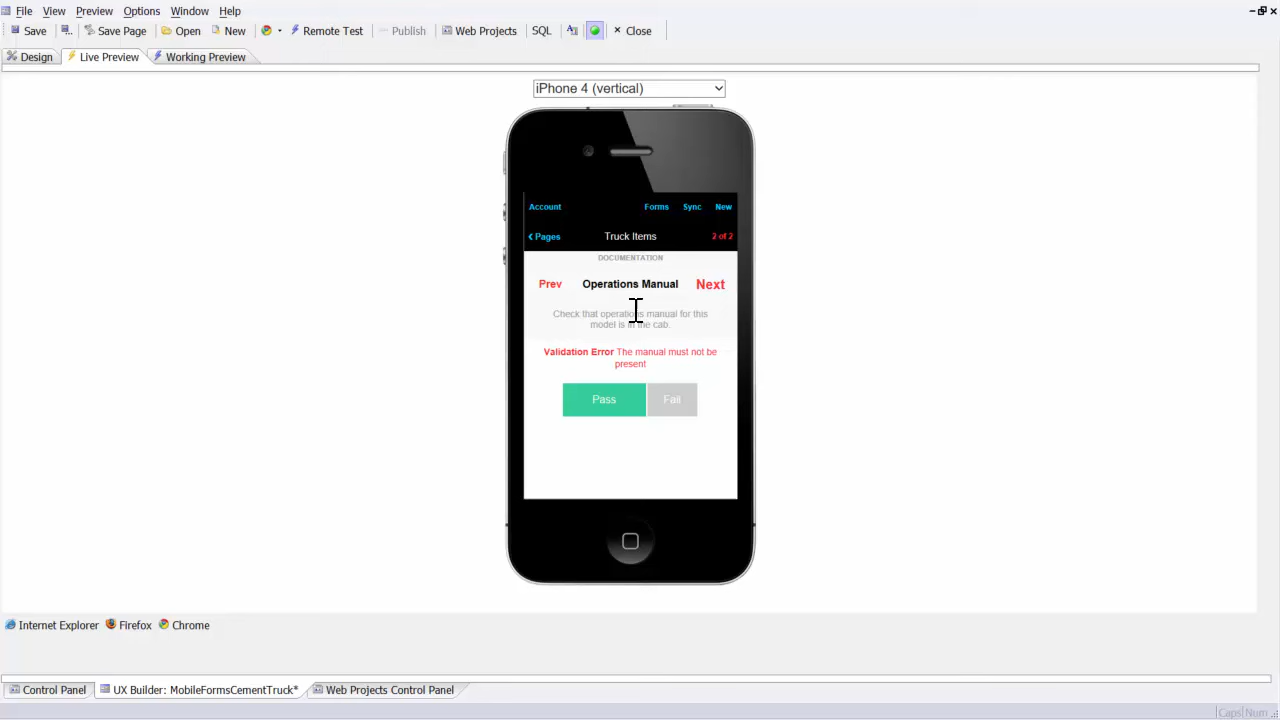 File View Preview Options Window Help
Save Save Page Open New Remote Test Publish Web Projects SQL Close
Design Live Preview Working Preview
iPhone 4 (vertical)
Account Forms Sync New
Pages Truck Items 2 of 2
DOCUMENTATION
Prev Operations Manual Next
Check that operations manual for this
model is in the cab.
Validation Error The manual must not be
present
Pass Fail
Internet Explorer Firefox Chrome
Control Panel UX Builder: MobileFormsCementTruck* Web Projects Control Panel
Caps Num